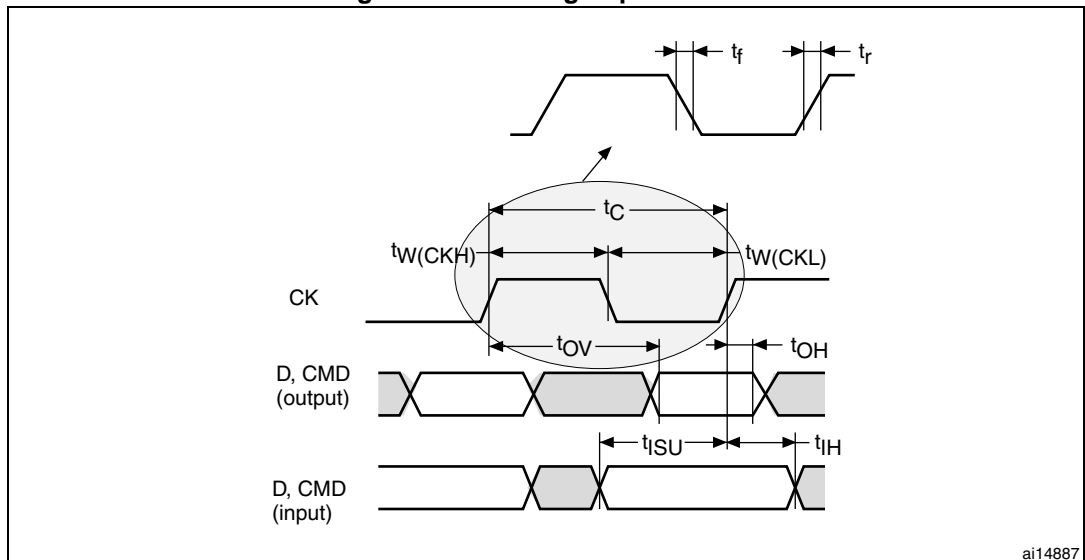 tf
tr
tC
tW(CKH)
tW(CKL)
CK
tOV
tOH
D, CMD
(output)
tISU
tIH
D, CMD
(input)
ai14887